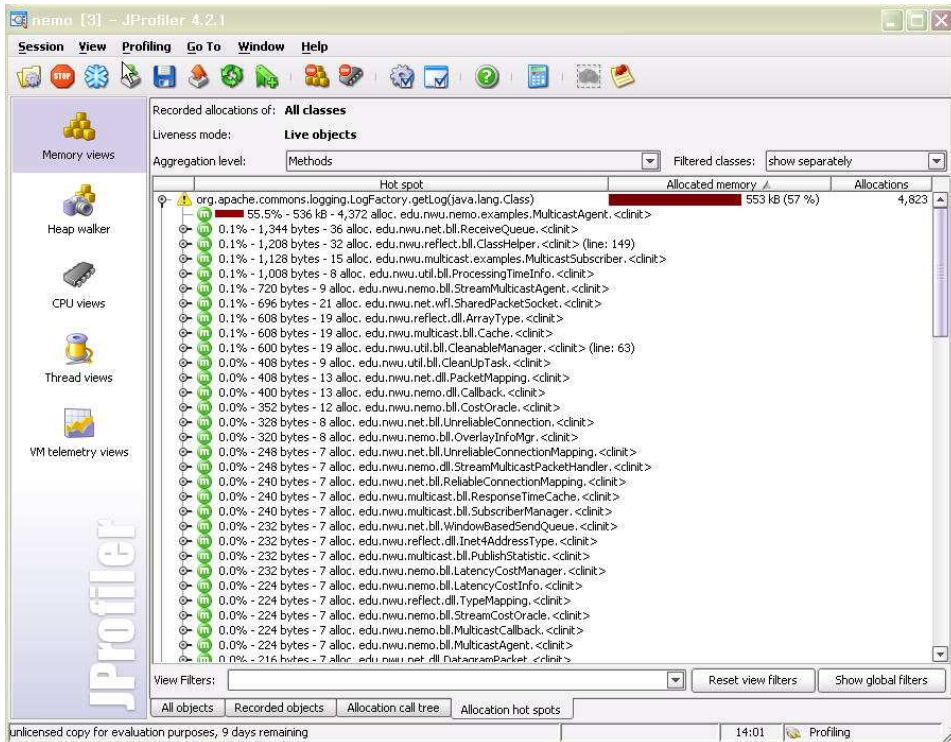 nemo [3] - JProfiler 4.2.1
Session View Profiling Go To Window Help
STOP
Memory views
Heap walker
CPU views
Thread views
VM telemetry views
JProfiler
Recorded allocations of: All classes
Liveness mode: Live objects
Aggregation level: Methods Filtered classes: show separately
Hot spot Allocated memory Allocations
org.apache.commons.logging.LogFactory.getLog(java.lang.Class) 553 kB (57 %) 4,823
55.5% - 536 kB - 4,372 alloc. edu.nwu.nemo.examples.MulticastAgent.<clinit>
0.1% - 1,344 bytes - 36 alloc. edu.nwu.net.bll.ReceiveQueue.<clinit>
0.1% - 1,208 bytes - 32 alloc. edu.nwu.reflect.bll.ClassHelper.<clinit> (line: 149)
0.1% - 1,128 bytes - 15 alloc. edu.nwu.multicast.examples.MulticastSubscriber.<clinit>
0.1% - 1,008 bytes - 8 alloc. edu.nwu.util.bll.ProcessingTimeInfo.<clinit>
0.1% - 720 bytes - 9 alloc. edu.nwu.nemo.bll.StreamMulticastAgent.<clinit>
0.1% - 696 bytes - 21 alloc. edu.nwu.net.wfl.SharedPacketSocket.<clinit>
0.1% - 608 bytes - 19 alloc. edu.nwu.reflect.dll.ArrayType.<clinit>
0.1% - 608 bytes - 19 alloc. edu.nwu.multicast.bll.Cache.<clinit>
0.1% - 600 bytes - 19 alloc. edu.nwu.util.bll.CleanableManager.<clinit> (line: 63)
0.0% - 408 bytes - 9 alloc. edu.nwu.util.bll.CleanUpTask.<clinit>
0.0% - 408 bytes - 13 alloc. edu.nwu.net.dll.PacketMapping.<clinit>
0.0% - 400 bytes - 13 alloc. edu.nwu.nemo.dll.Callback.<clinit>
0.0% - 352 bytes - 12 alloc. edu.nwu.nemo.bll.CostOracle.<clinit>
0.0% - 328 bytes - 8 alloc. edu.nwu.net.bll.UnreliableConnection.<clinit>
0.0% - 320 bytes - 8 alloc. edu.nwu.nemo.bll.OverlayInfoMgr.<clinit>
0.0% - 248 bytes - 7 alloc. edu.nwu.net.bll.UnreliableConnectionMapping.<clinit>
0.0% - 248 bytes - 7 alloc. edu.nwu.nemo.dll.StreamMulticastPacketHandler.<clinit>
0.0% - 240 bytes - 7 alloc. edu.nwu.net.bll.ReliableConnectionMapping.<clinit>
0.0% - 240 bytes - 7 alloc. edu.nwu.multicast.bll.ResponseTimeCache.<clinit>
0.0% - 240 bytes - 7 alloc. edu.nwu.multicast.bll.SubscriberManager.<clinit>
0.0% - 232 bytes - 7 alloc. edu.nwu.net.bll.WindowBasedSendQueue.<clinit>
0.0% - 232 bytes - 7 alloc. edu.nwu.reflect.dll.Inet4AddressType.<clinit>
0.0% - 232 bytes - 7 alloc. edu.nwu.multicast.bll.PublishStatistic.<clinit>
0.0% - 232 bytes - 7 alloc. edu.nwu.nemo.bll.LatencyCostManager.<clinit>
0.0% - 224 bytes - 7 alloc. edu.nwu.nemo.bll.LatencyCostInfo.<clinit>
0.0% - 224 bytes - 7 alloc. edu.nwu.reflect.dll.TypeMapping.<clinit>
0.0% - 224 bytes - 7 alloc. edu.nwu.nemo.bll.StreamCostOracle.<clinit>
0.0% - 224 bytes - 7 alloc. edu.nwu.nemo.bll.MulticastCallback.<clinit>
0.0% - 224 bytes - 7 alloc. edu.nwu.nemo.bll.MulticastAgent.<clinit>
0.0% - 216 bytes - 7 alloc. edu.nwu.net.dll.DatagramPacket.<clinit>
View Filters: Reset view filters Show global filters
All objects Recorded objects Allocation call tree Allocation hot spots
unlicensed copy for evaluation purposes, 9 days remaining 14:01 Profiling